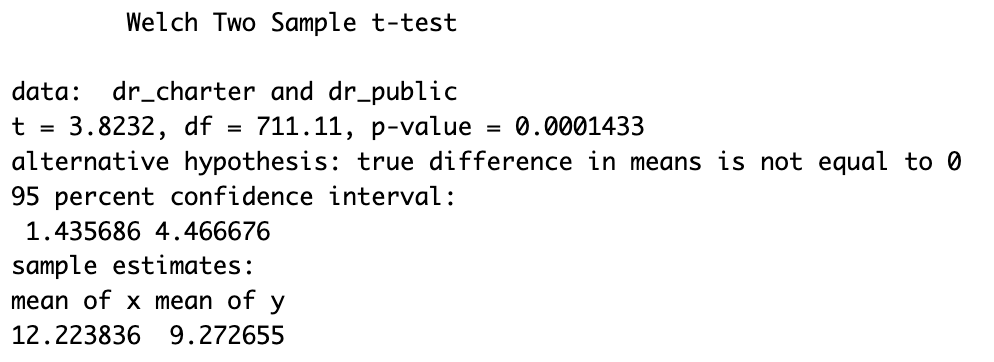 Welch Two Sample t-test
data:  dr_charter and dr_public
t = 3.8232, df = 711.11, p-value = 0.0001433
alternative hypothesis: true difference in means is not equal to 0
95 percent confidence interval:
 1.435686 4.466676
sample estimates:
mean of x mean of y
12.223836  9.272655